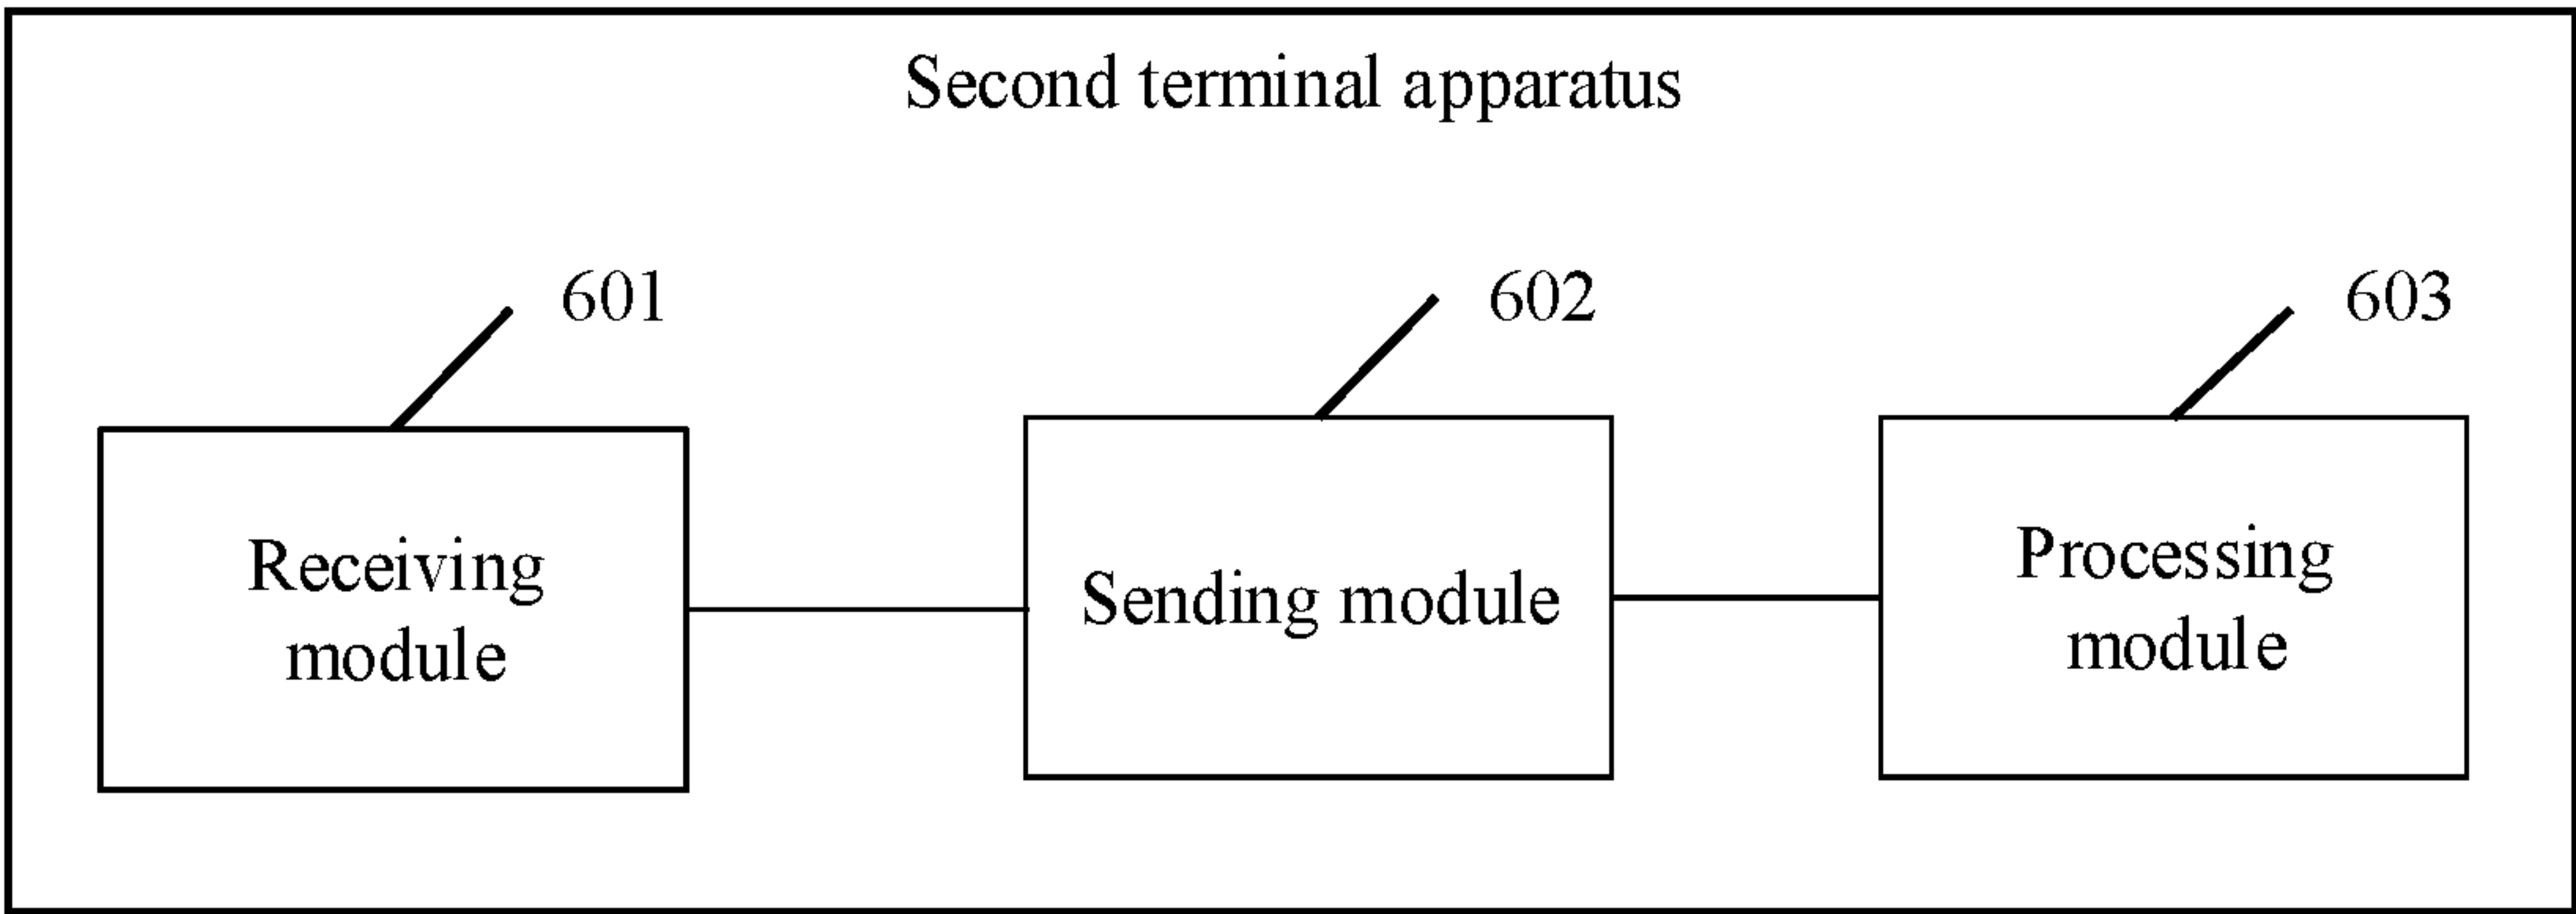 Second terminal apparatus
601
602
603
Receiving
module
Sending module
Processing
module